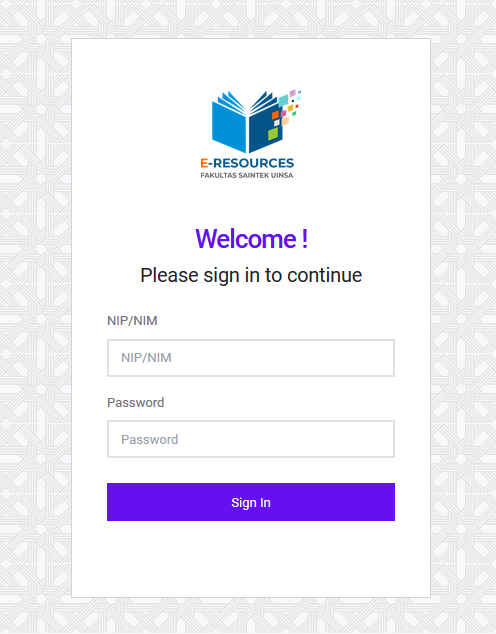 E-RESOURCES
FAKULTAS SAINTEK UINSA
Welcome !
Please sign in to continue
NIP/NIM
NIP/NIM
Password
Password
Sign In